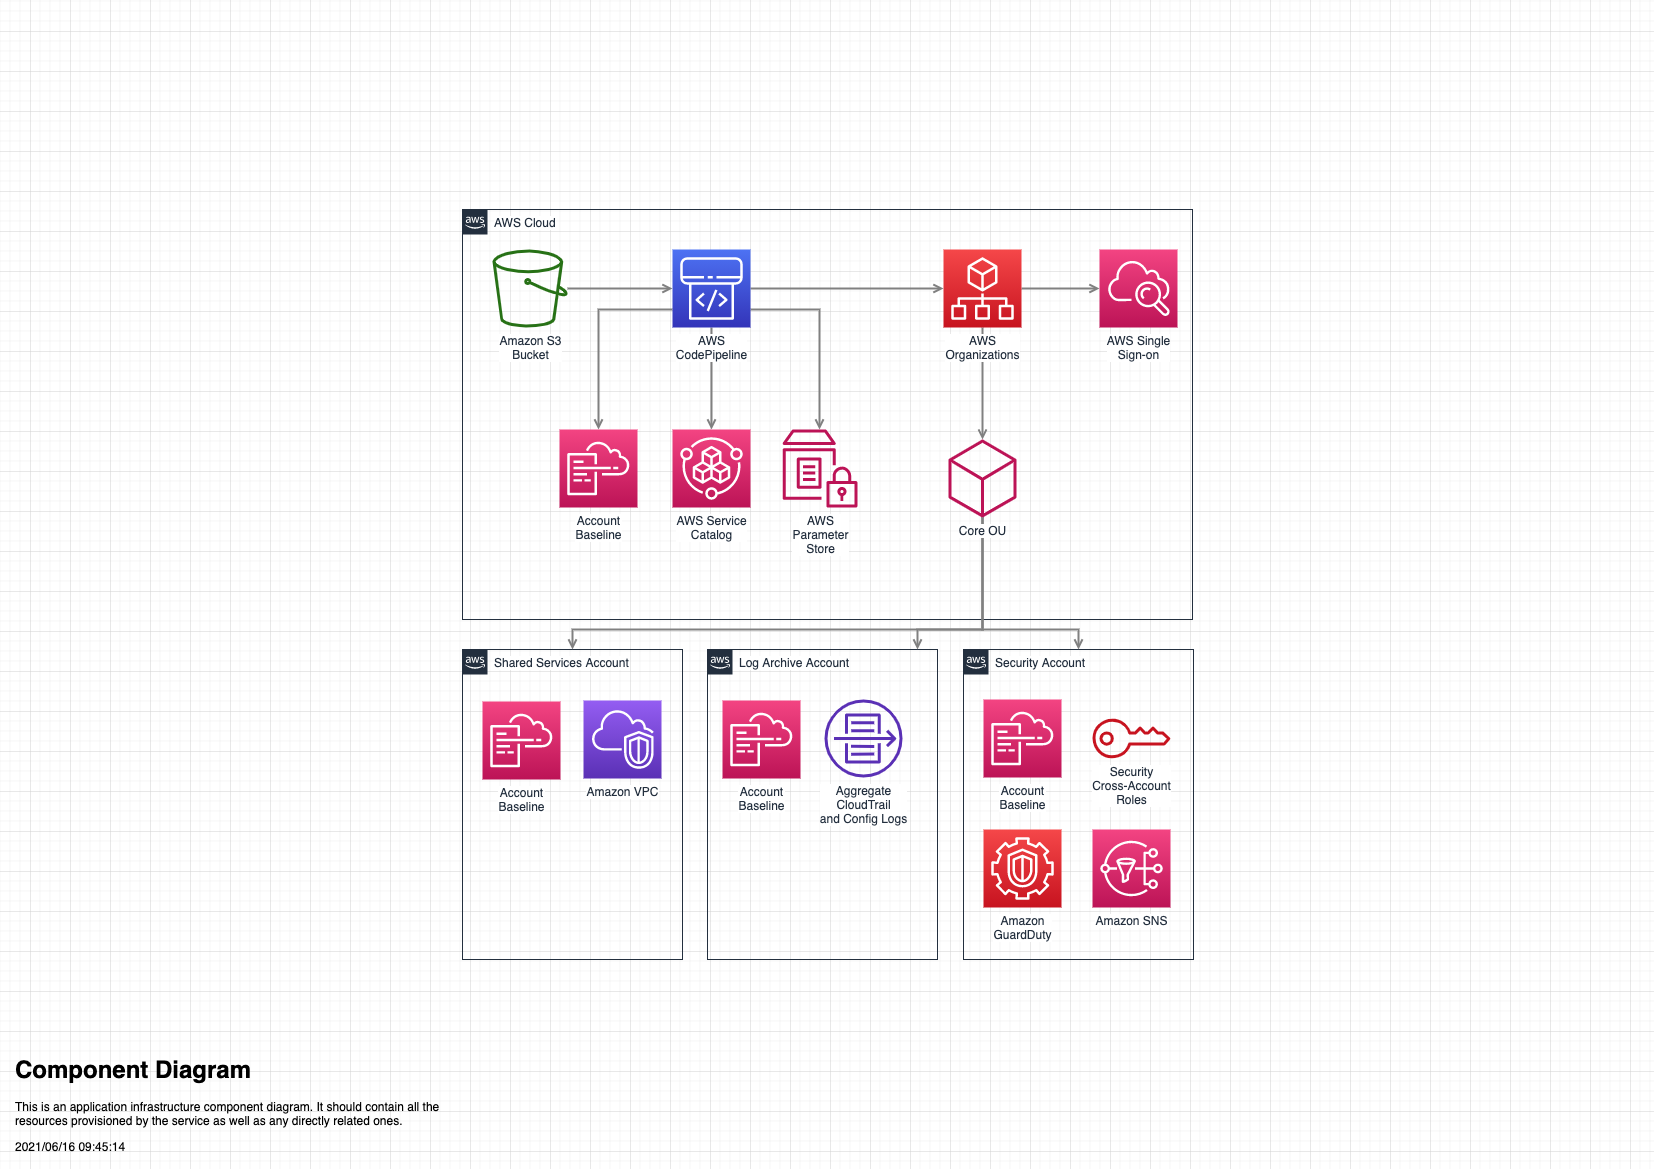 aws
AWS Cloud
Amazon S3
Bucket
AWS
CodePipeline
AWS
Organizations
AWS Single
Sign-on
Account
Baseline
AWS Service
Catalog
AWS
Parameter
Store
Core OU
aws
Shared Services Account
Account
Baseline
Amazon VPC
aws
Log Archive Account
Account
Baseline
Aggregate
CloudTrail
and Config Logs
aws
Security Account
Account
Baseline
Security
Cross-Account
Roles
Amazon
GuardDuty
Amazon SNS
Component Diagram
This is an application infrastructure component diagram. It should contain all the
resources provisioned by the service as well as any directly related ones.
2021/06/16 09:45:14